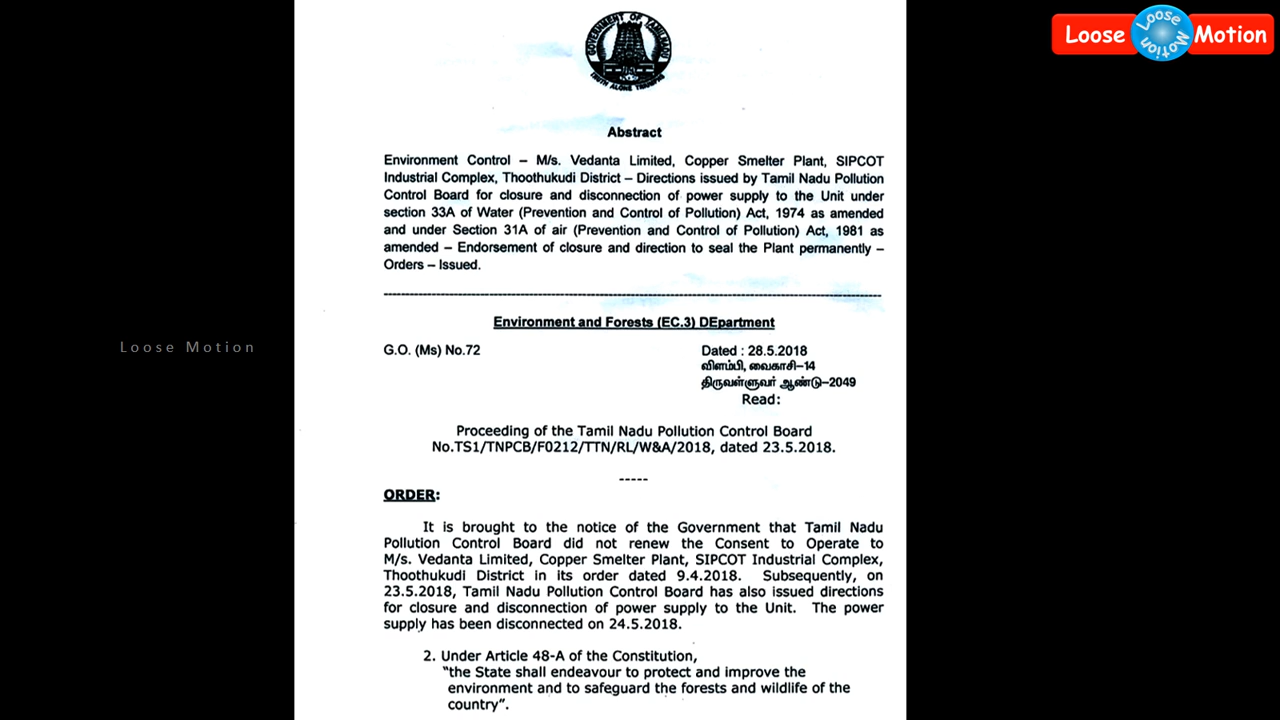 Loose Loose Motion Motion
GOVERNMENT OF TAMIL NADU
TRUTH ALONE TRIUMPHS
Abstract
Environment Control – M/s. Vedanta Limited, Copper Smelter Plant, SIPCOT
Industrial Complex, Thoothukudi District – Directions issued by Tamil Nadu Pollution
Control Board for closure and disconnection of power supply to the Unit under
section 33A of Water (Prevention and Control of Pollution) Act, 1974 as amended
and under Section 31A of air (Prevention and Control of Pollution) Act, 1981 as
amended – Endorsement of closure and direction to seal the Plant permanently –
Orders – Issued.
Environment and Forests (EC.3) DEpartment
Loose Motion
G.O. (Ms) No.72
Dated : 28.5.2018
விளம்பி, வைகாசி–14
திருவள்ளுவர் ஆண்டு–2049
Read:
Proceeding of the Tamil Nadu Pollution Control Board
No.TS1/TNPCB/F0212/TTN/RL/W&A/2018, dated 23.5.2018.
-----
ORDER:
It is brought to the notice of the Government that Tamil Nadu
Pollution Control Board did not renew the Consent to Operate to
M/s. Vedanta Limited, Copper Smelter Plant, SIPCOT Industrial Complex,
Thoothukudi District in its order dated 9.4.2018. Subsequently, on
23.5.2018, Tamil Nadu Pollution Control Board has also issued directions
for closure and disconnection of power supply to the Unit. The power
supply has been disconnected on 24.5.2018.
2. Under Article 48-A of the Constitution,
"the State shall endeavour to protect and improve the
environment and to safeguard the forests and wildlife of the
country".